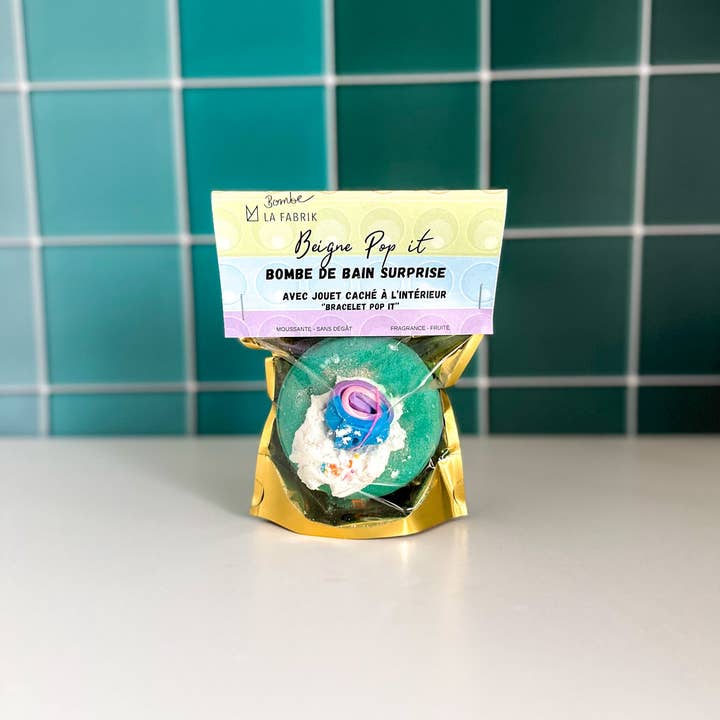 Bombe
LA FABRIK
Beigne Pop it
BOMBE DE BAIN SURPRISE
AVEC JOUET CACHÉ À L'INTÉRIEUR
"BRACELET POP IT"
MOUSSANTE - SANS DÉGÂT FRAGRANCE - FRUITÉ